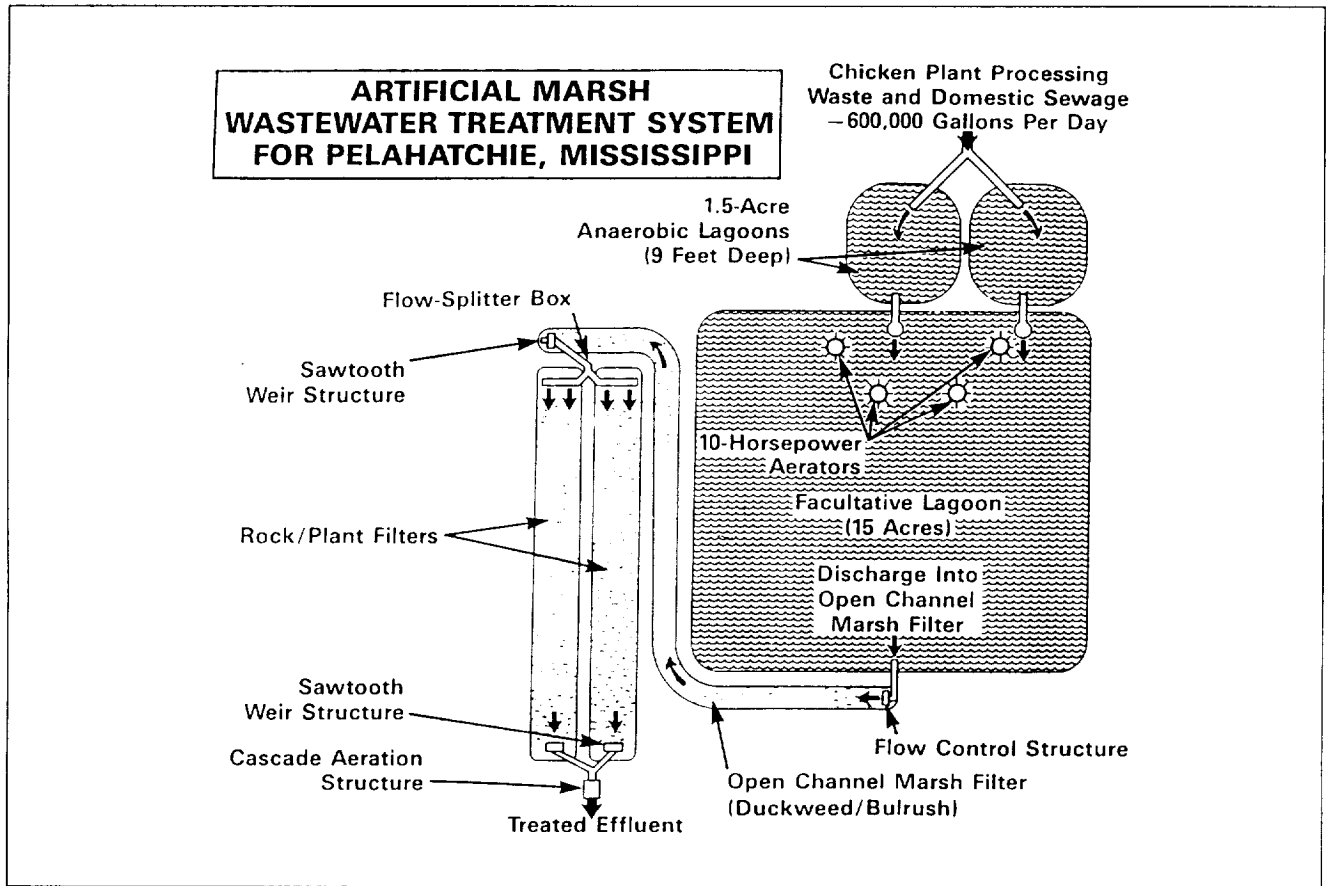 ARTIFICIAL MARSH
WASTEWATER TREATMENT SYSTEM
FOR PELAHATCHIE, MISSISSIPPI
Chicken Plant Processing
Waste and Domestic Sewage
~600,000 Gallons Per Day
1.5-Acre
Anaerobic Lagoons
(9 Feet Deep)
Flow-Splitter Box
Sawtooth
Weir Structure
10-Horsepower
Aerators
Facultative Lagoon
(15 Acres)
Rock/Plant Filters
Discharge Into
Open Channel
Marsh Filter
Sawtooth
Weir Structure
Flow Control Structure
Cascade Aeration
Structure
Open Channel Marsh Filter
(Duckweed/Bulrush)
Treated Effluent